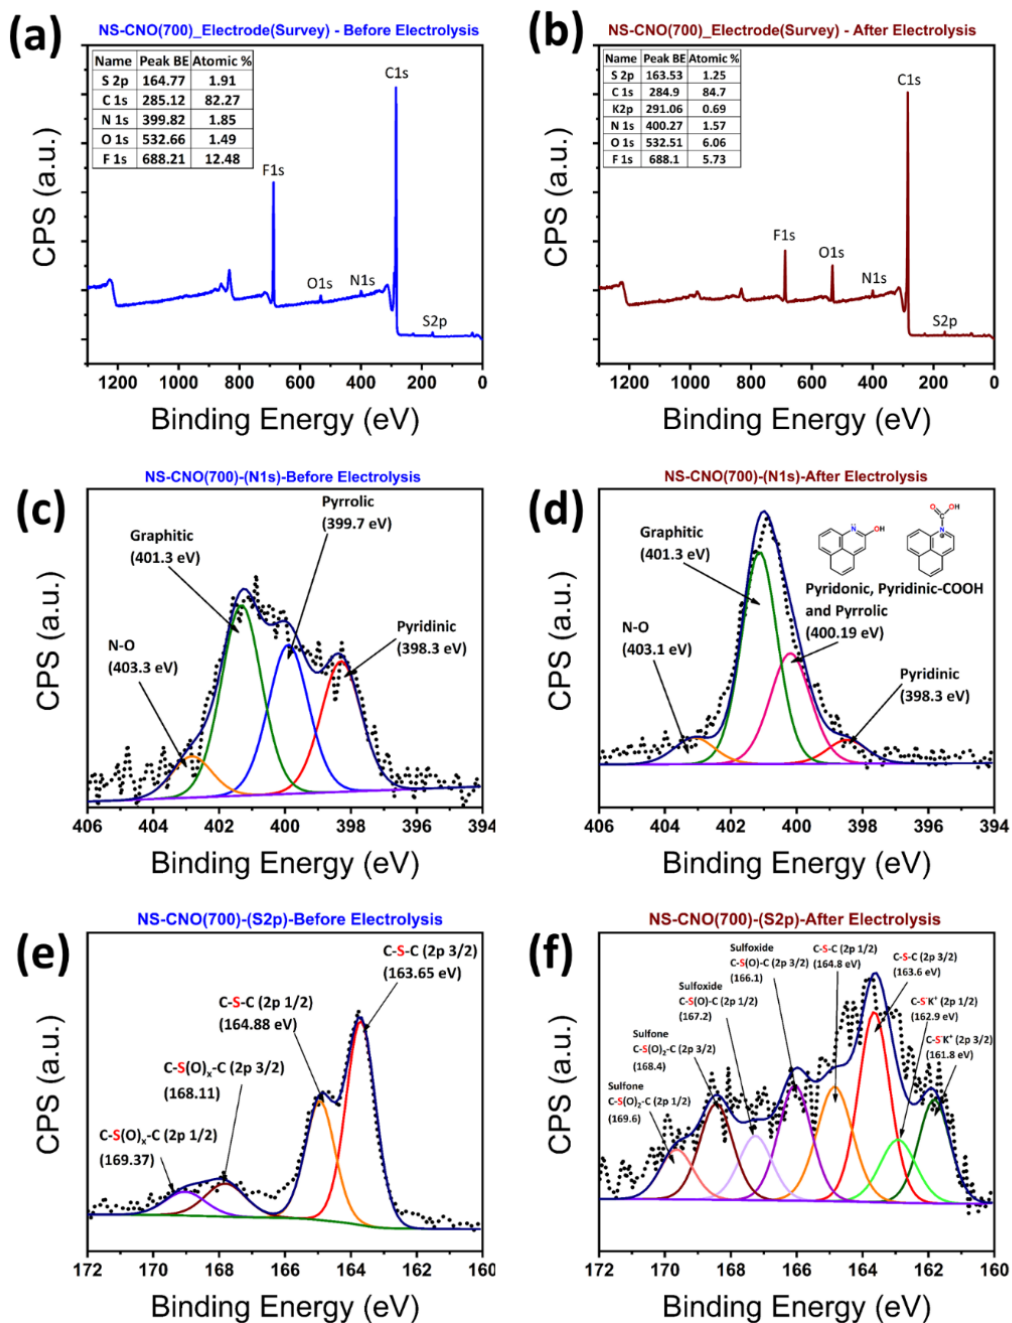 (a)
NS-CNO(700)_Electrode(Survey) - Before Electrolysis
Name Peak BE Atomic %
S 2p 164.77 1.91
C 1s 285.12 82.27
N 1s 399.82 1.85
O 1s 532.66 1.49
F 1s 688.21 12.48
C1s
F1s
O1s
N1s
S2p
CPS (a.u.)
1200 1000 800 600 400 200 0
Binding Energy (eV)
(b)
NS-CNO(700)_Electrode(Survey) - After Electrolysis
Name Peak BE Atomic %
S 2p 163.53 1.25
C 1s 284.9 84.7
K2p 291.06 0.69
N 1s 400.27 1.57
O 1s 532.51 6.06
F 1s 688.1 5.73
C1s
F1s
O1s
N1s
S2p
CPS (a.u.)
1200 1000 800 600 400 200 0
Binding Energy (eV)
(c)
NS-CNO(700)-(N1s)-Before Electrolysis
Pyrrolic
(399.7 eV)
Graphitic
(401.3 eV)
Pyridinic
(398.3 eV)
N-O
(403.3 eV)
CPS (a.u.)
406 404 402 400 398 396 394
Binding Energy (eV)
(d)
NS-CNO(700)-(N1s)-After Electrolysis
Graphitic
(401.3 eV)
H
N
OH
O
C
OH
N
Pyridonic, Pyridinic-COOH
and Pyrrolic
(400.19 eV)
N-O
(403.1 eV)
Pyridinic
(398.3 eV)
CPS (a.u.)
406 404 402 400 398 396 394
Binding Energy (eV)
(e)
NS-CNO(700)-(S2p)-Before Electrolysis
C-S-C (2p 3/2)
(163.65 eV)
C-S-C (2p 1/2)
(164.88 eV)
C-S(O)ₓ-C (2p 3/2)
(168.11)
C-S(O)ₓ-C (2p 1/2)
(169.37)
CPS (a.u.)
172 170 168 166 164 162 160
Binding Energy (eV)
(f)
NS-CNO(700)-(S2p)-After Electrolysis
Sulfoxide
C-S(O)-C (2p 3/2)
(166.1)
C-S-C (2p 1/2)
(164.8 eV)
C-S-C (2p 3/2)
(163.6 eV)
Sulfoxide
C-S(O)-C (2p 1/2)
(167.2)
C-S⁻K⁺ (2p 1/2)
(162.9 eV)
C-S⁻K⁺ (2p 3/2)
(161.8 eV)
Sulfone
C-S(O)₂-C (2p 3/2)
(168.4)
Sulfone
C-S(O)₂-C (2p 1/2)
(169.6)
CPS (a.u.)
172 170 168 166 164 162 160
Binding Energy (eV)